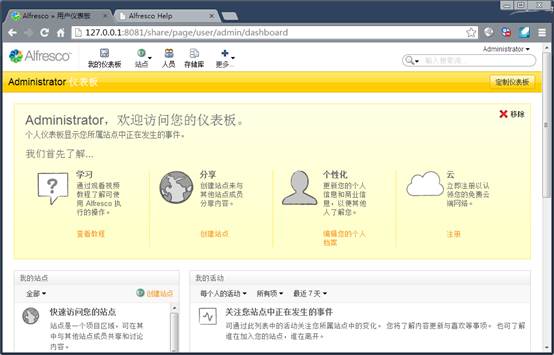 Alfresco » 用户仪表板
Alfresco Help
127.0.0.1:8081/share/page/user/admin/dashboard
Administrator
Alfresco
我的仪表板
站点
人员
存储库
更多...
输入搜索词...
Administrator 仪表板
定制仪表板
Administrator，欢迎访问您的仪表板。
移除
个人仪表板显示您所属站点中正在发生的事件。
我们首先了解...
学习
通过观看视频
教程了解可使
用 Alfresco 执
行的操作。
查看教程
分享
创建站点来与
其他站点成员
分享内容。
创建站点
个性化
更新您的个人
信息和商业信
息，以便其他
人了解您。
编辑您的个人
档案
云
立即注册以认
领您的免费云
端网络。
注册
我的站点
全部
创建站点
快速访问您的站点
站点是一个项目区域，可在其
中与其他站点成员共享和讨论
内容。
我的活动
每个人的活动
所有项
最近 7 天
关注您站点中正在发生的事件
可通过此列表中的活动关注您所属站点中的变化。 您将了解内容更新与喜欢等事项。 也可了解
谁在加入您的站点，谁在离开。